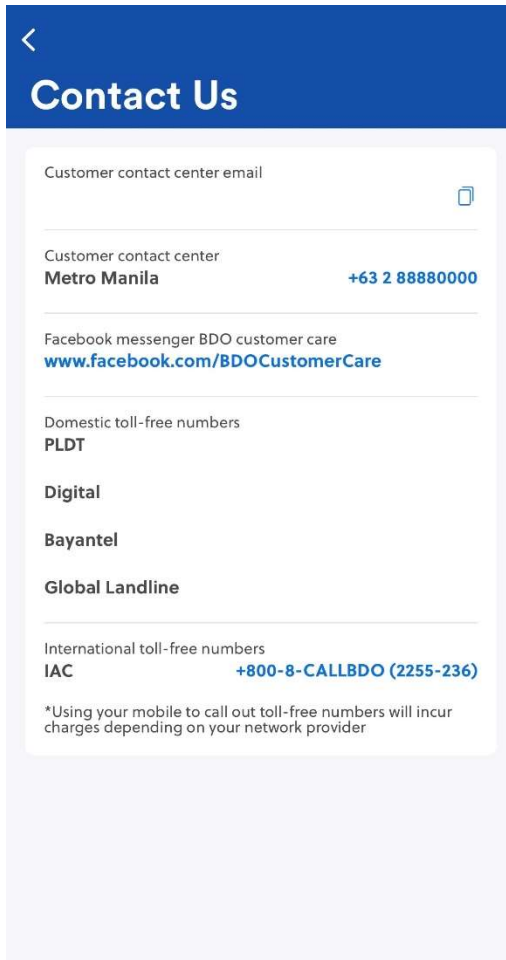 Contact Us
Customer contact center email
Customer contact center
Metro Manila +63 2 88880000
Facebook messenger BDO customer care
www.facebook.com/BDOCustomerCare
Domestic toll-free numbers
PLDT
Digital
Bayantel
Global Landline
International toll-free numbers
IAC +800-8-CALLBDO (2255-236)
*Using your mobile to call out toll-free numbers will incur
charges depending on your network provider